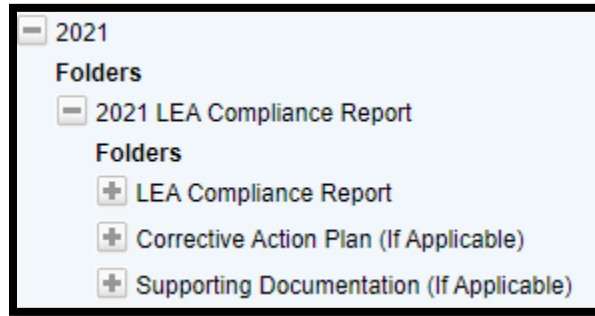 2021
Folders
2021 LEA Compliance Report
Folders
LEA Compliance Report
Corrective Action Plan (If Applicable)
Supporting Documentation (If Applicable)